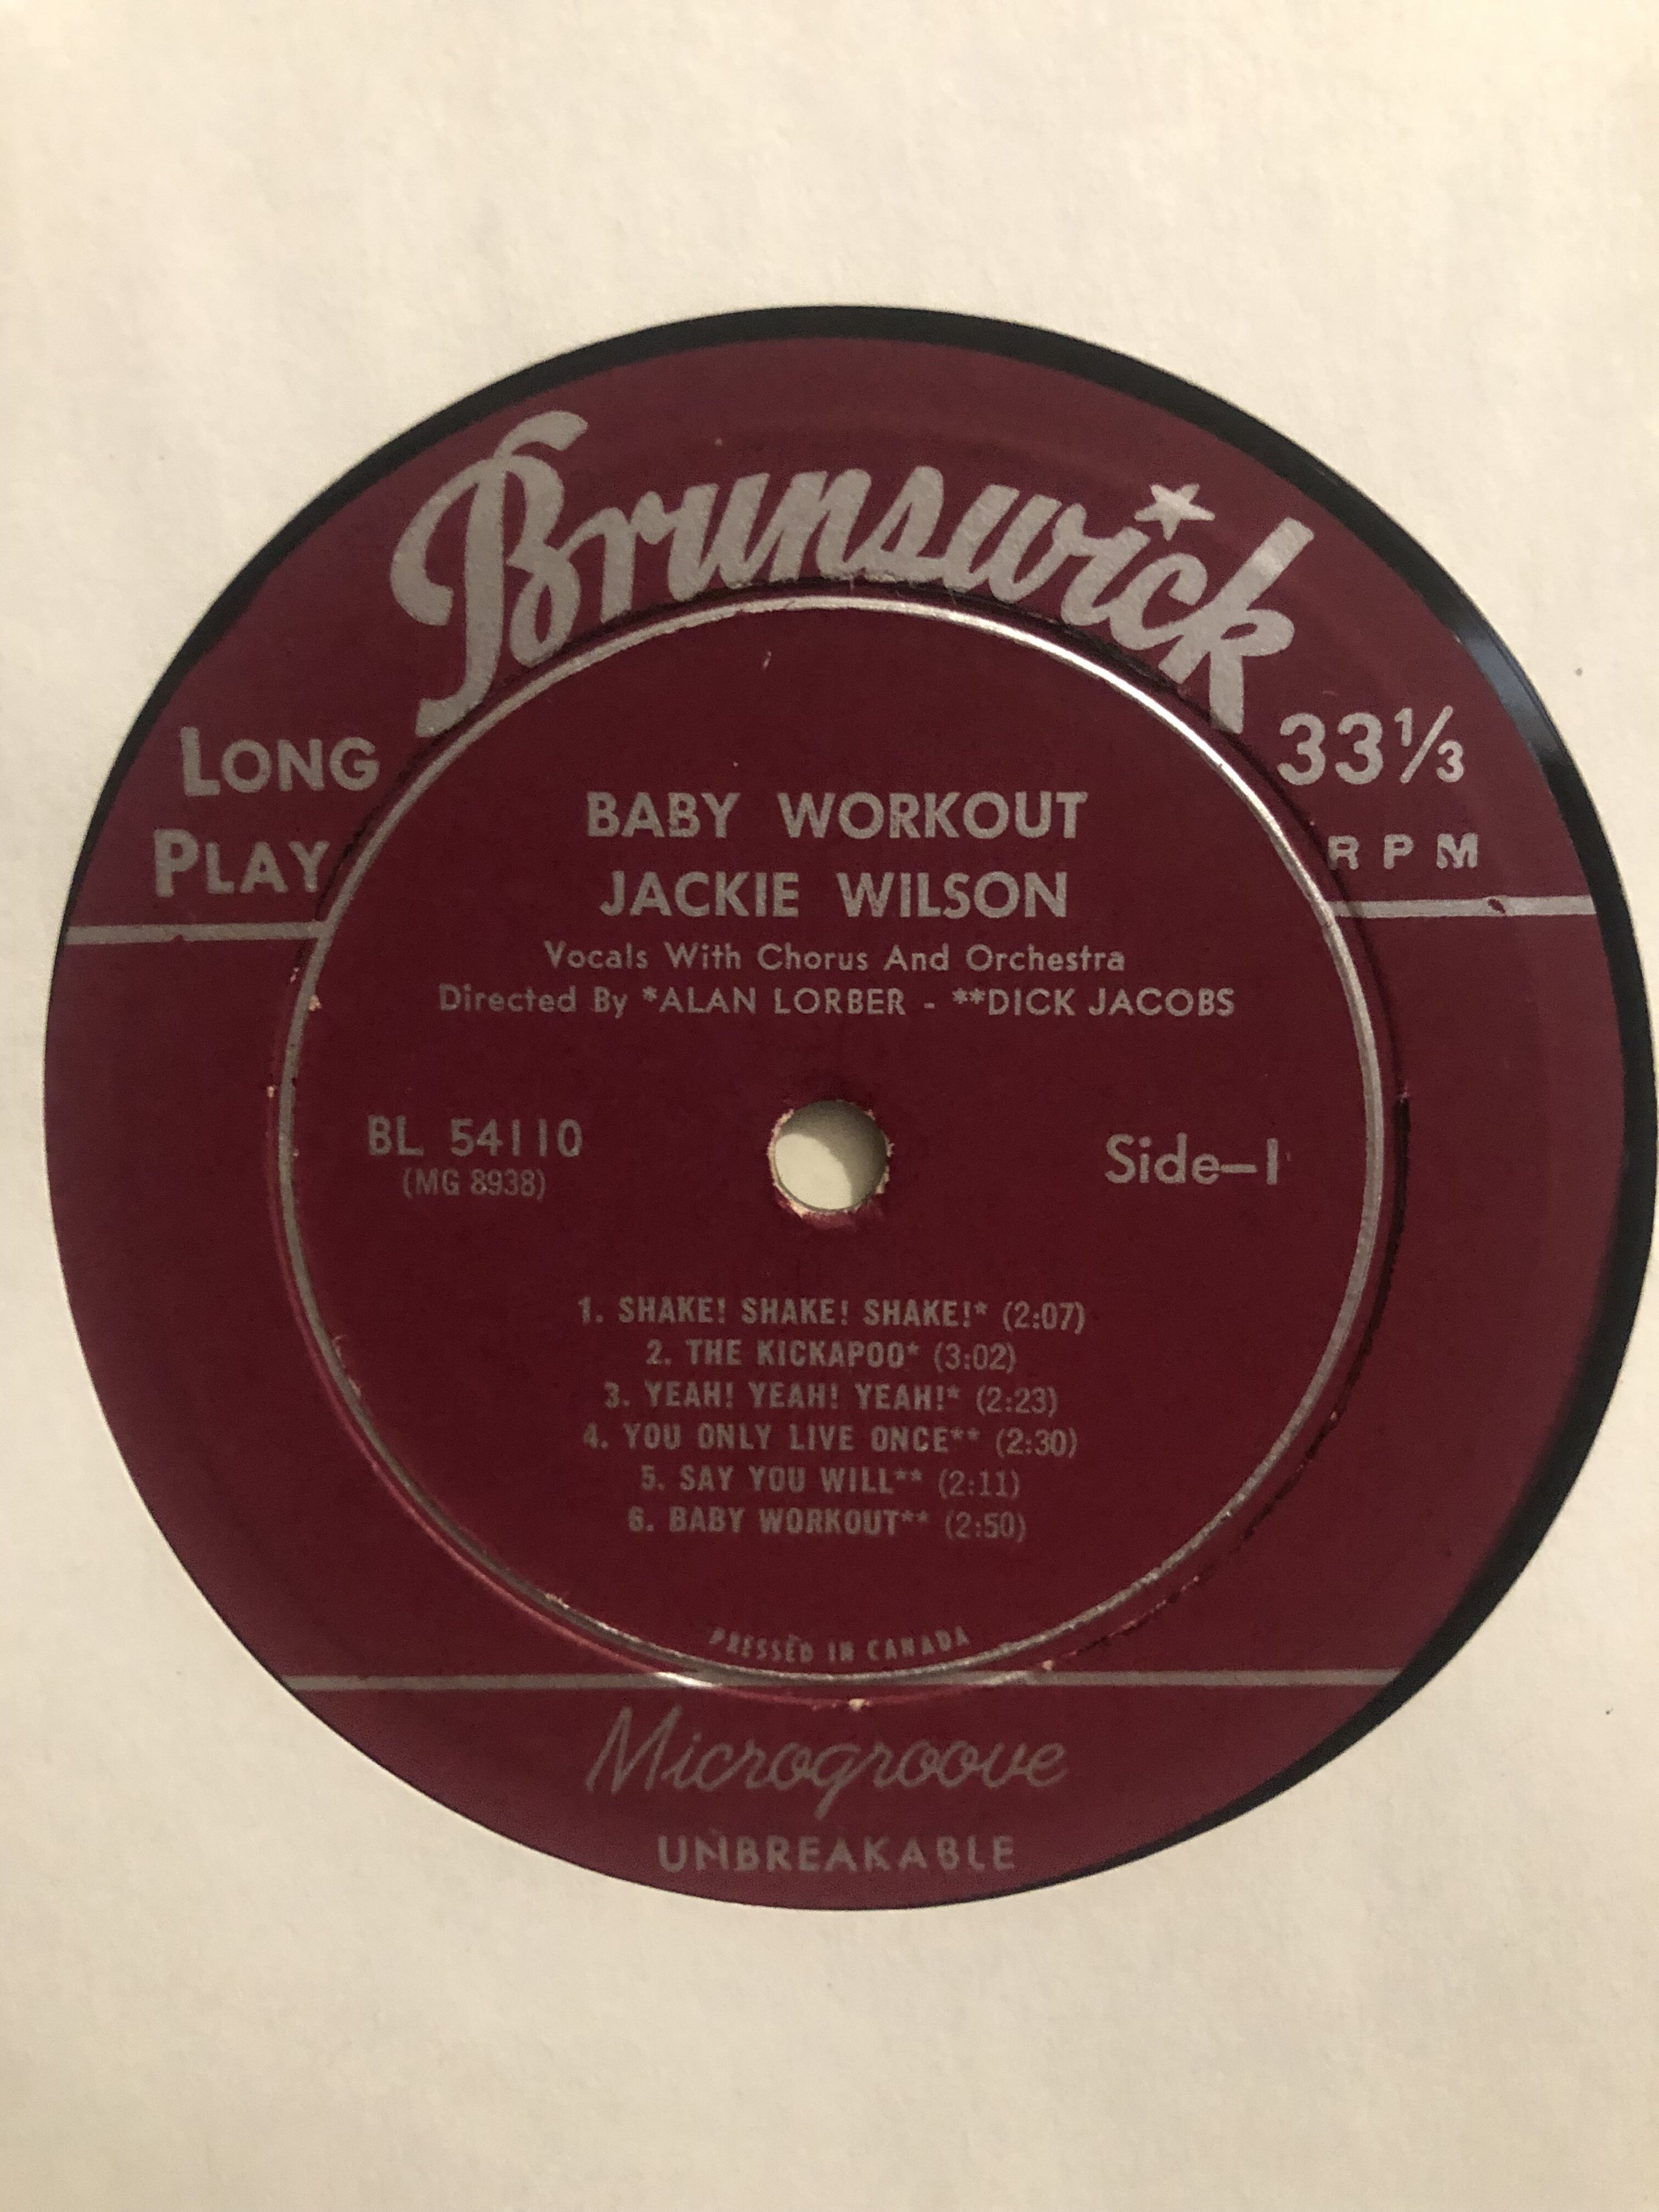 Brunswick
LONG
PLAY
33 1/3
RPM
BABY WORKOUT
JACKIE WILSON
Vocals With Chorus And Orchestra
Directed By *ALAN LORBER - **DICK JACOBS
BL 54110
(MG 8938)
Side-1
1. SHAKE! SHAKE! SHAKE!* (2:07)
2. THE KICKAPOO* (3:02)
3. YEAH! YEAH! YEAH!* (2:23)
4. YOU ONLY LIVE ONCE** (2:30)
5. SAY YOU WILL** (2:11)
6. BABY WORKOUT** (2:50)
PRESSED IN CANADA
Microgroove
UNBREAKABLE